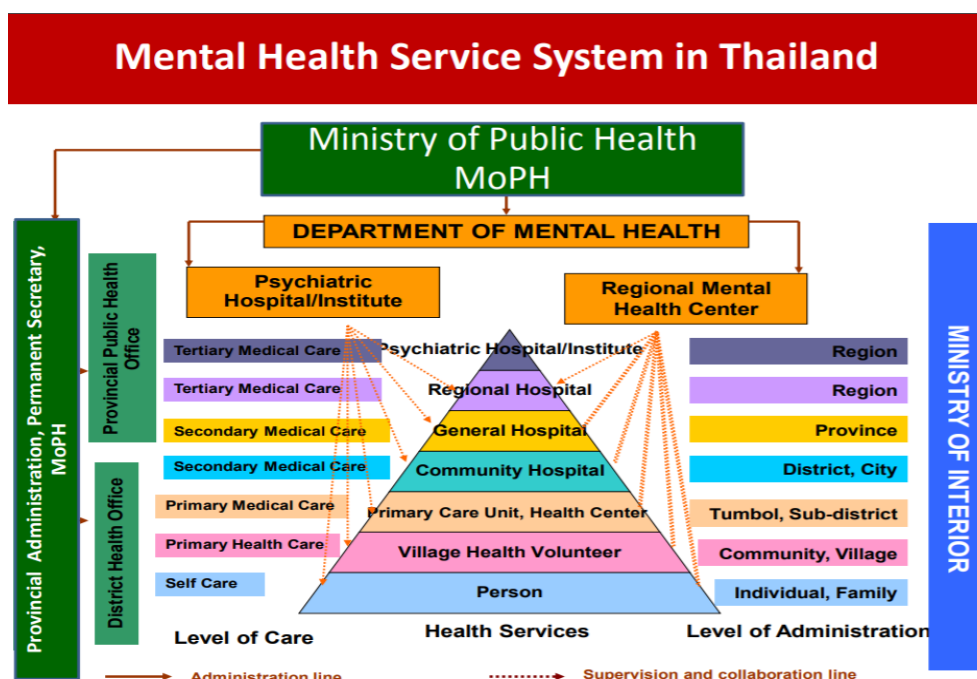 Mental Health Service System in Thailand
Ministry of Public Health
MoPH
DEPARTMENT OF MENTAL HEALTH
Psychiatric
Hospital/Institute
Regional Mental
Health Center
Provincial Administration, Permanent Secretary,
MoPH
Provincial Public Health
Office
District Health Office
MINISTRY OF INTERIOR
Tertiary Medical Care
Psychiatric Hospital/Institute
Region
Tertiary Medical Care
Regional Hospital
Region
Secondary Medical Care
General Hospital
Province
Secondary Medical Care
Community Hospital
District, City
Primary Medical Care
Primary Care Unit, Health Center
Tumbol, Sub-district
Primary Health Care
Village Health Volunteer
Community, Village
Self Care
Person
Individual, Family
Level of Care
Health Services
Level of Administration
Administration line
Supervision and collaboration line